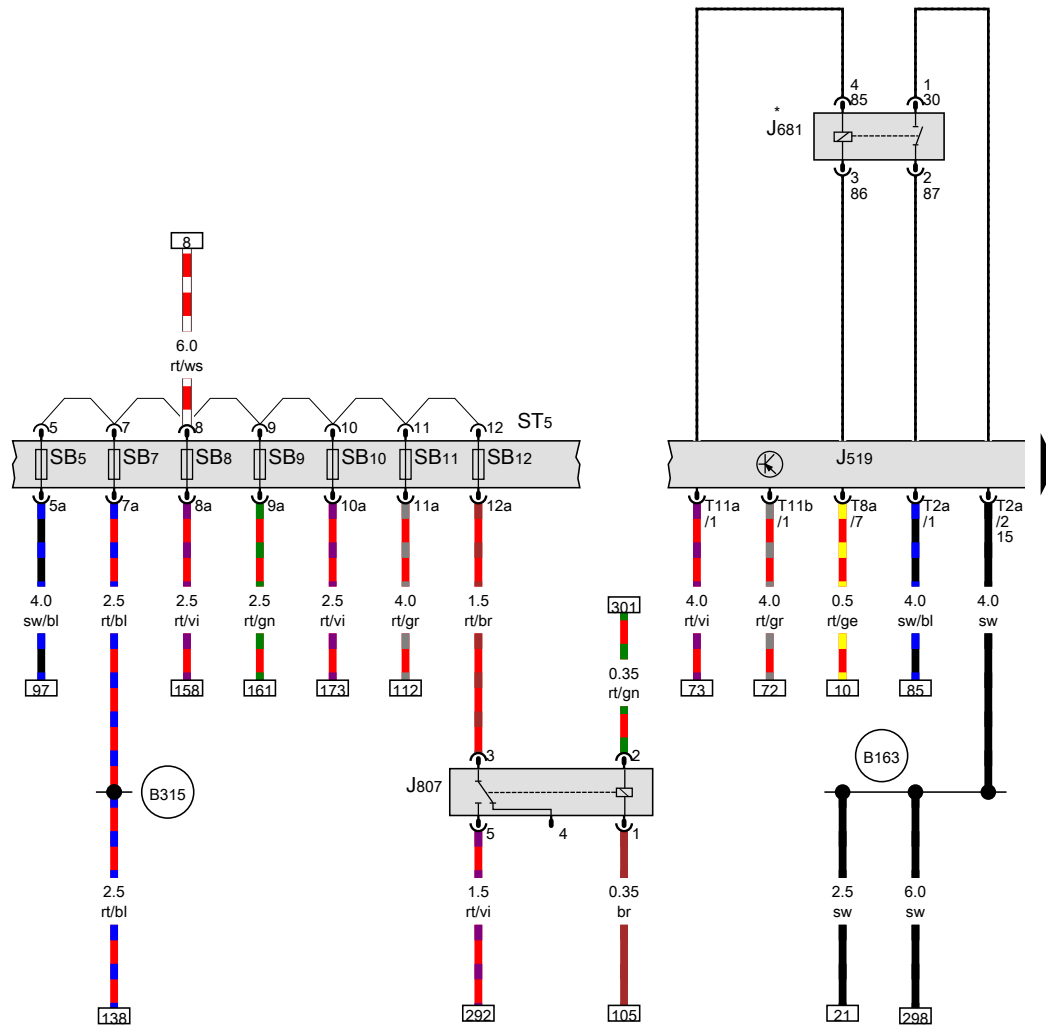 4
85
1
30
*
J681
3
86
2
87
8
6.0
rt/ws
5
7
8
9
10
11
12
ST5
SB5
SB7
SB8
SB9
SB10
SB11
SB12
J519
5a
7a
8a
9a
10a
11a
12a
T11a
/1
T11b
/1
T8a
/7
T2a
/1
T2a
/2
15
4.0
sw/bl
2.5
rt/bl
2.5
rt/vi
2.5
rt/gn
2.5
rt/vi
4.0
rt/gr
1.5
rt/br
301
0.35
rt/gn
4.0
rt/vi
4.0
rt/gr
0.5
rt/ge
4.0
sw/bl
4.0
sw
97
158
161
173
112
73
72
10
85
B315
J807
3
2
5
4
1
B163
2.5
rt/bl
1.5
rt/vi
0.35
br
2.5
sw
6.0
sw
138
292
105
21
298